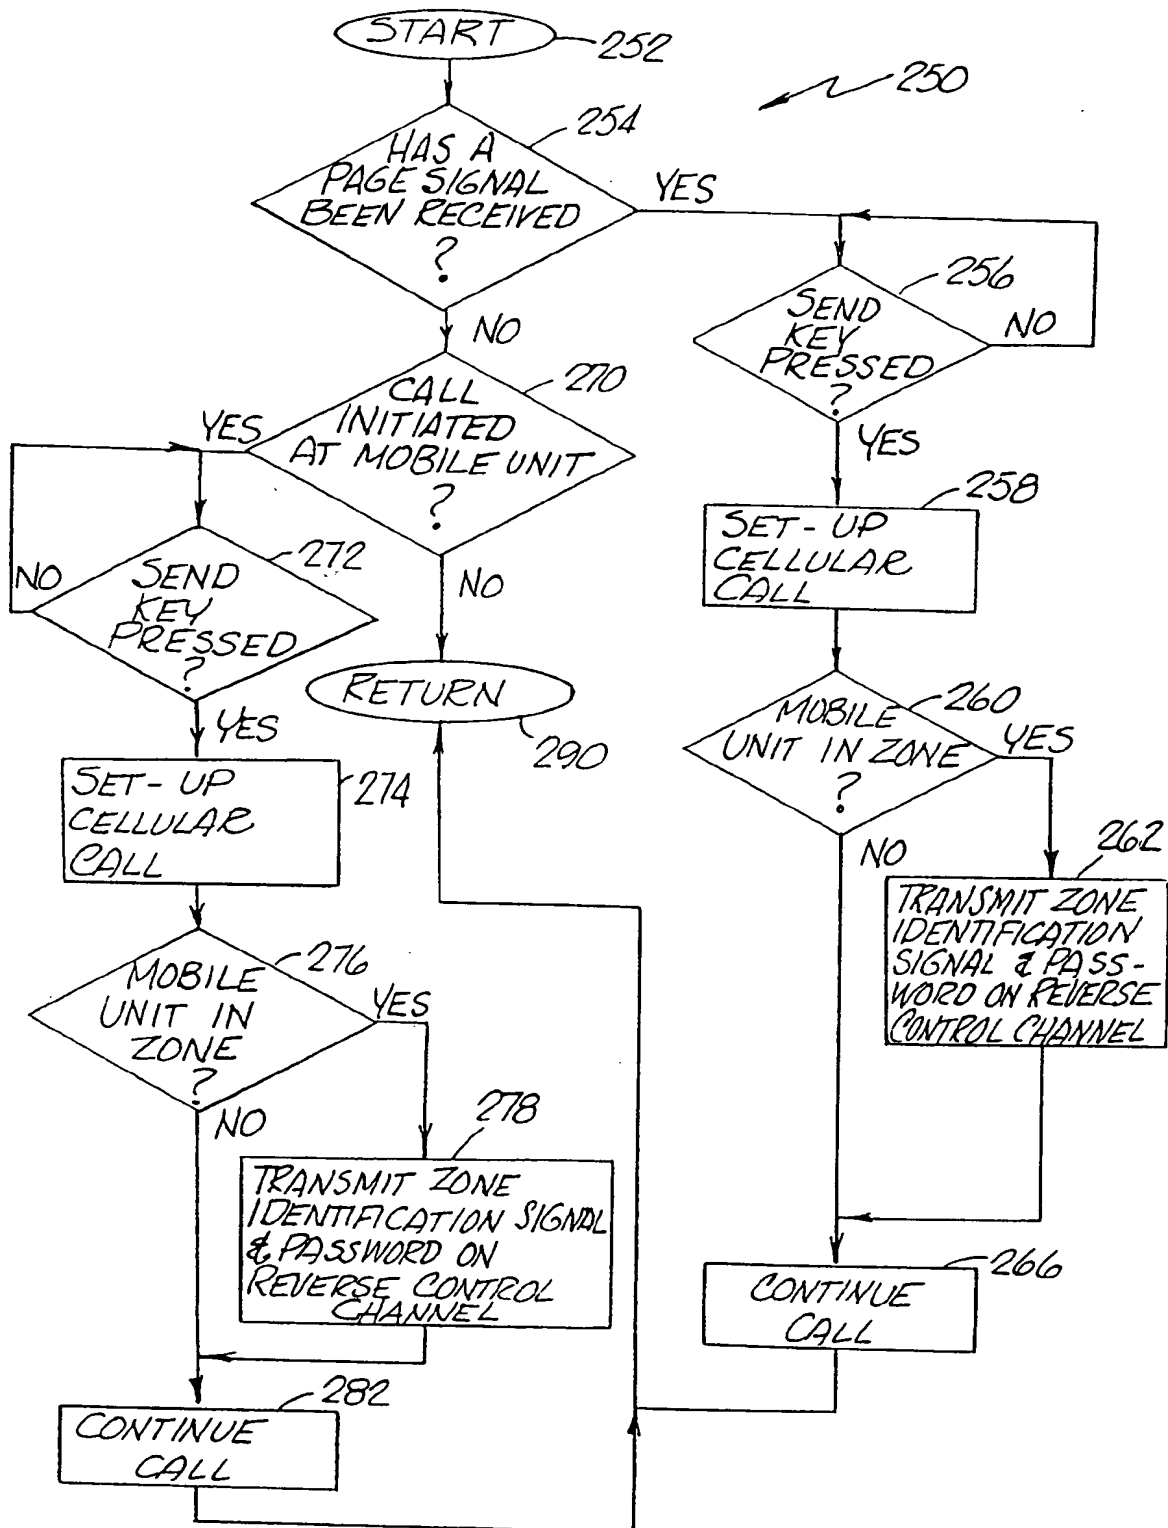 START
252
250
254
HAS A
PAGE SIGNAL
BEEN RECEIVED
?
YES
NO
256
SEND
KEY
PRESSED
?
NO
YES
258
SET-UP
CELLULAR
CALL
260
MOBILE
UNIT IN ZONE
?
YES
NO
262
TRANSMIT ZONE
IDENTIFICATION
SIGNAL & PASS-
WORD ON REVERSE
CONTROL CHANNEL
266
CONTINUE
CALL
270
CALL
INITIATED
AT MOBILE UNIT
?
YES
NO
272
SEND
KEY
PRESSED
?
NO
YES
RETURN
290
274
SET-UP
CELLULAR
CALL
276
MOBILE
UNIT IN
ZONE
?
YES
NO
278
TRANSMIT ZONE
IDENTIFICATION SIGNAL
& PASSWORD ON
REVERSE CONTROL
CHANNEL
282
CONTINUE
CALL